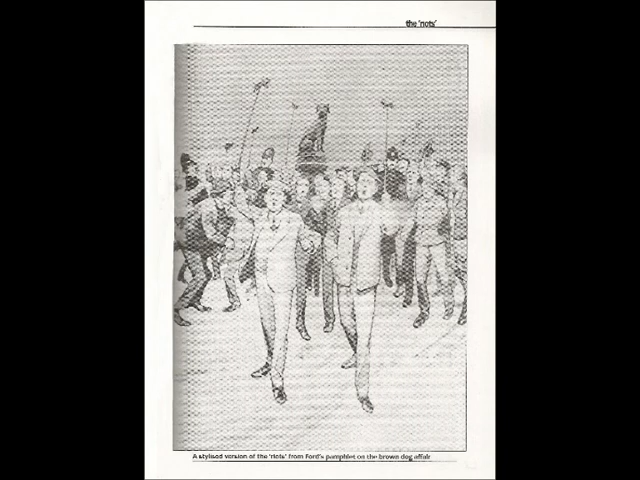 the 'riots'
A stylised version of the 'riots' from Ford's pamphlet on the brown dog affair